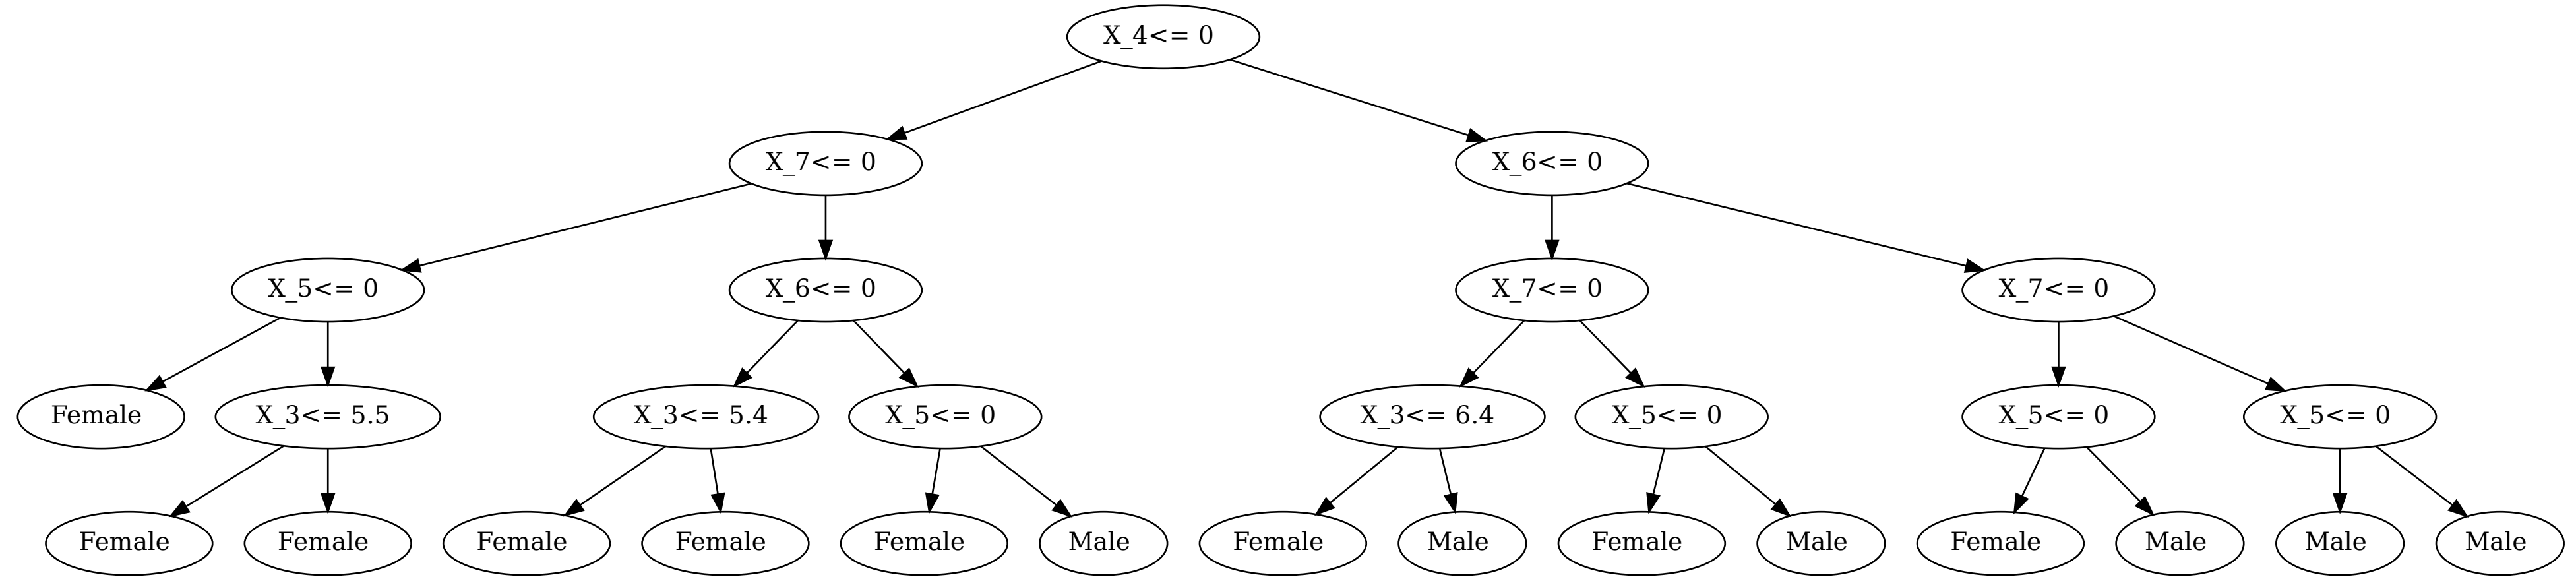 X_4<= 0
X_7<= 0
X_6<= 0
X_5<= 0
X_6<= 0
X_7<= 0
X_7<= 0
Female
X_3<= 5.5
X_3<= 5.4
X_5<= 0
X_3<= 6.4
X_5<= 0
X_5<= 0
X_5<= 0
Female
Female
Female
Female
Female
Male
Female
Male
Female
Male
Female
Male
Male
Male